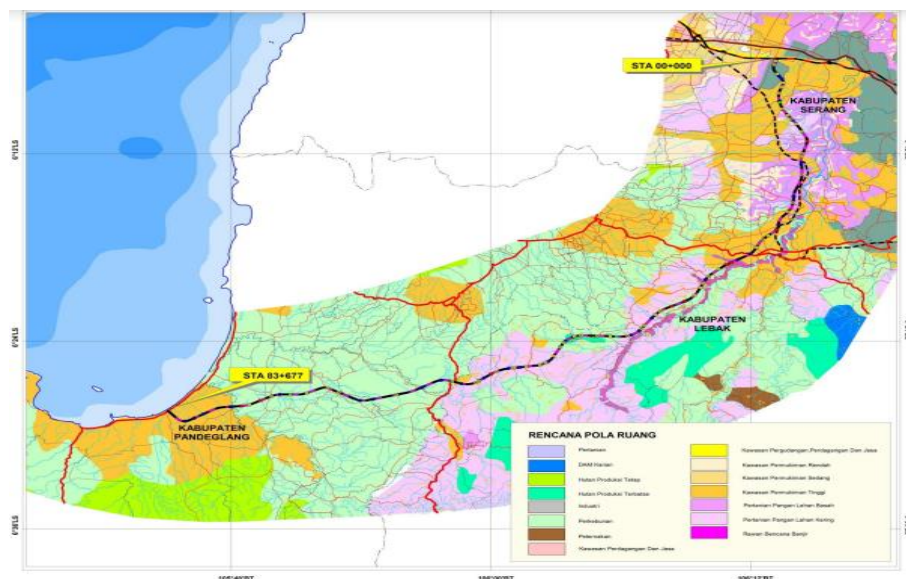 STA 00+000
KABUPATEN
SERANG
KABUPATEN
LEBAK
STA 83+677
KABUPATEN
PANDEGLANG
RENCANA POLA RUANG
Pertanian
DAM Karian
Hutan Produksi Tetap
Hutan Produksi Terbatas
Industri
Perkebunan
Peternakan
Kawasan Perdagangan Dan Jasa
Kawasan Pergudangan, Perdagangan Dan Jasa
Kawasan Permukiman Rendah
Kawasan Permukiman Sedang
Kawasan Permukiman Tinggi
Pertanian Pangan Lahan Basah
Pertanian Pangan Lahan Kering
Rawan Bencana Banjir